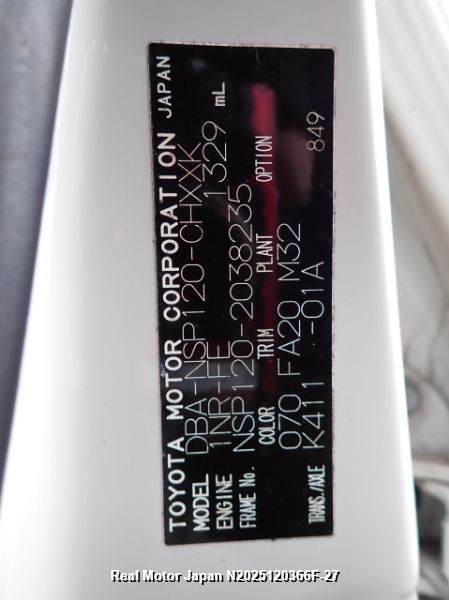 TOYOTA MOTOR CORPORATION JAPAN
MODEL DBA-NSP120-CHXXK
ENGINE 1NR-FE 1329 mL
FRAME No. NSP120-2038235
COLOR TRIM PLANT OPTION
070 FA20 M32 849
TRANS./AXLE K411 -01A
Real Motor Japan N2025120366F-27